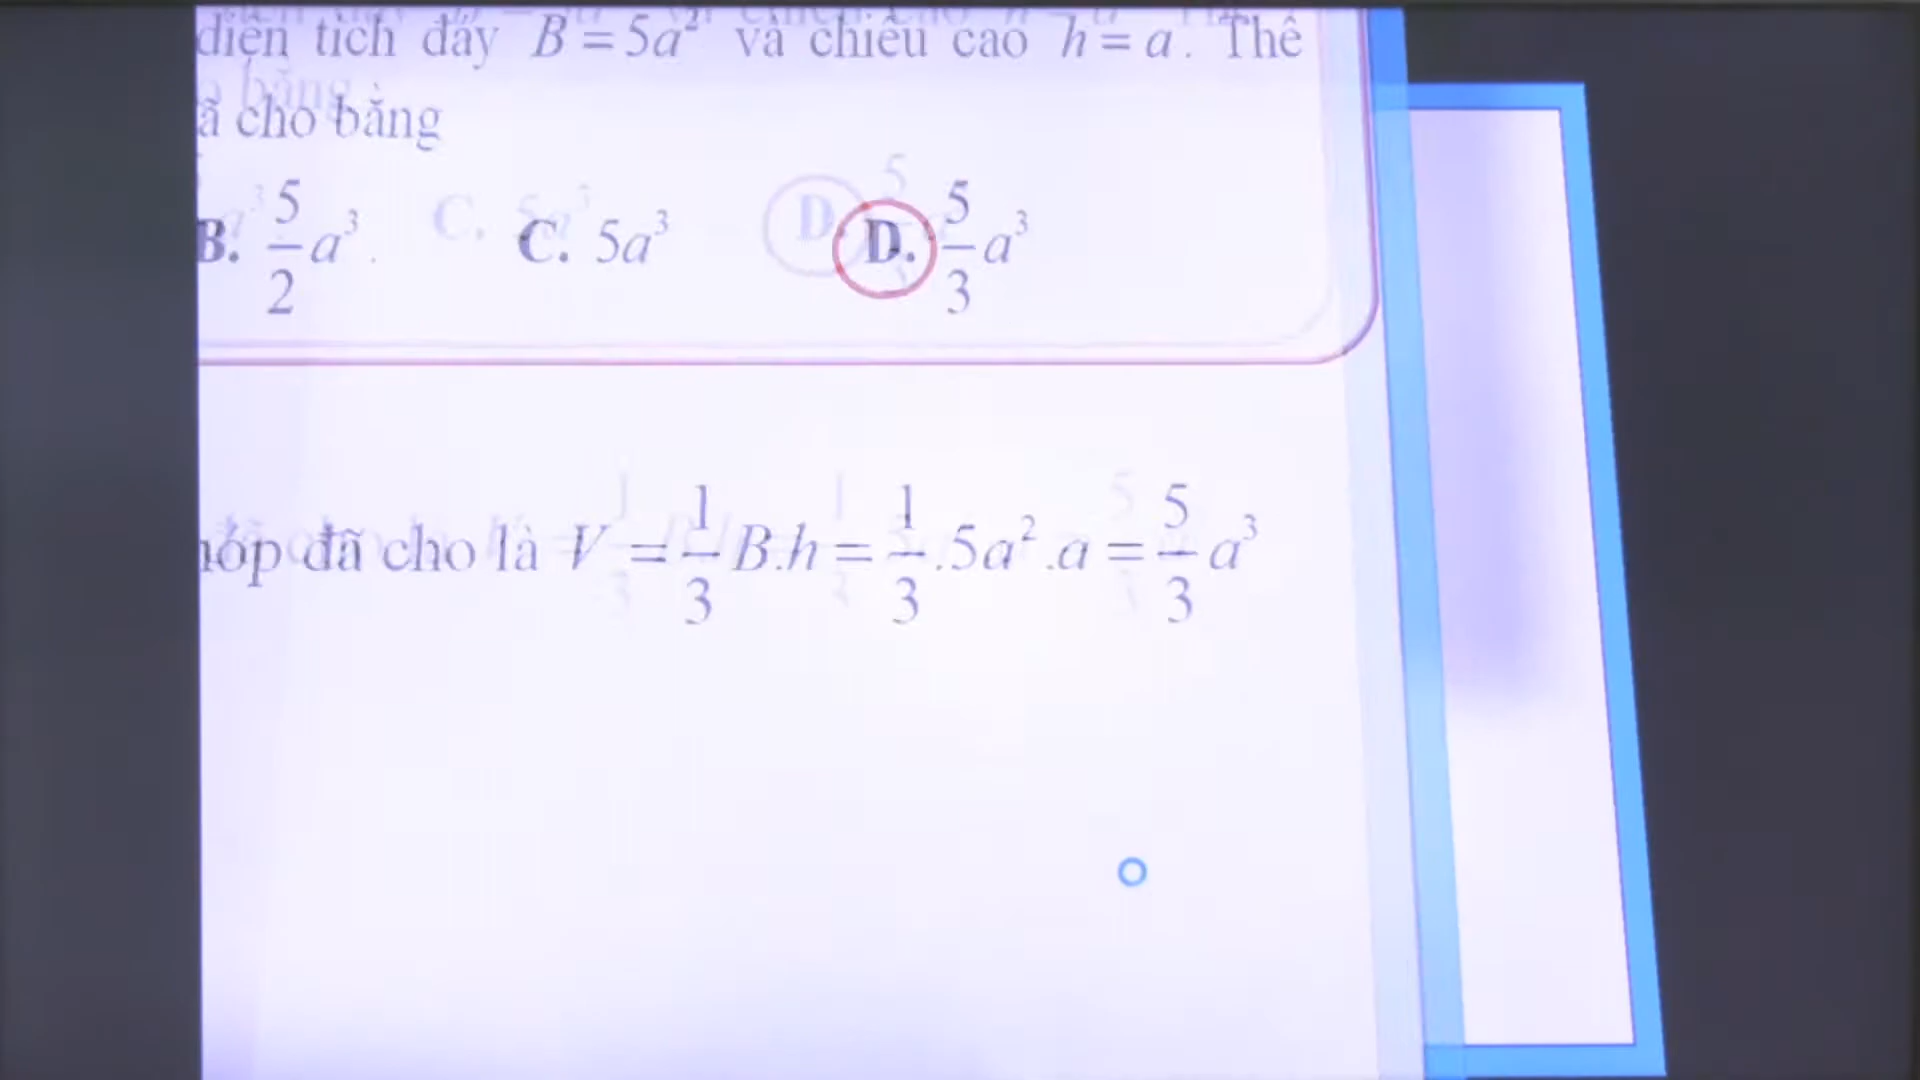 diện tích đáy B = 5a² và chiều cao h = a. Thể
ã cho bằng
B. 5/2 a³. C. 5a³ D. 5/3 a³
hóp đã cho là V = 1/3 B.h = 1/3 .5a².a = 5/3 a³